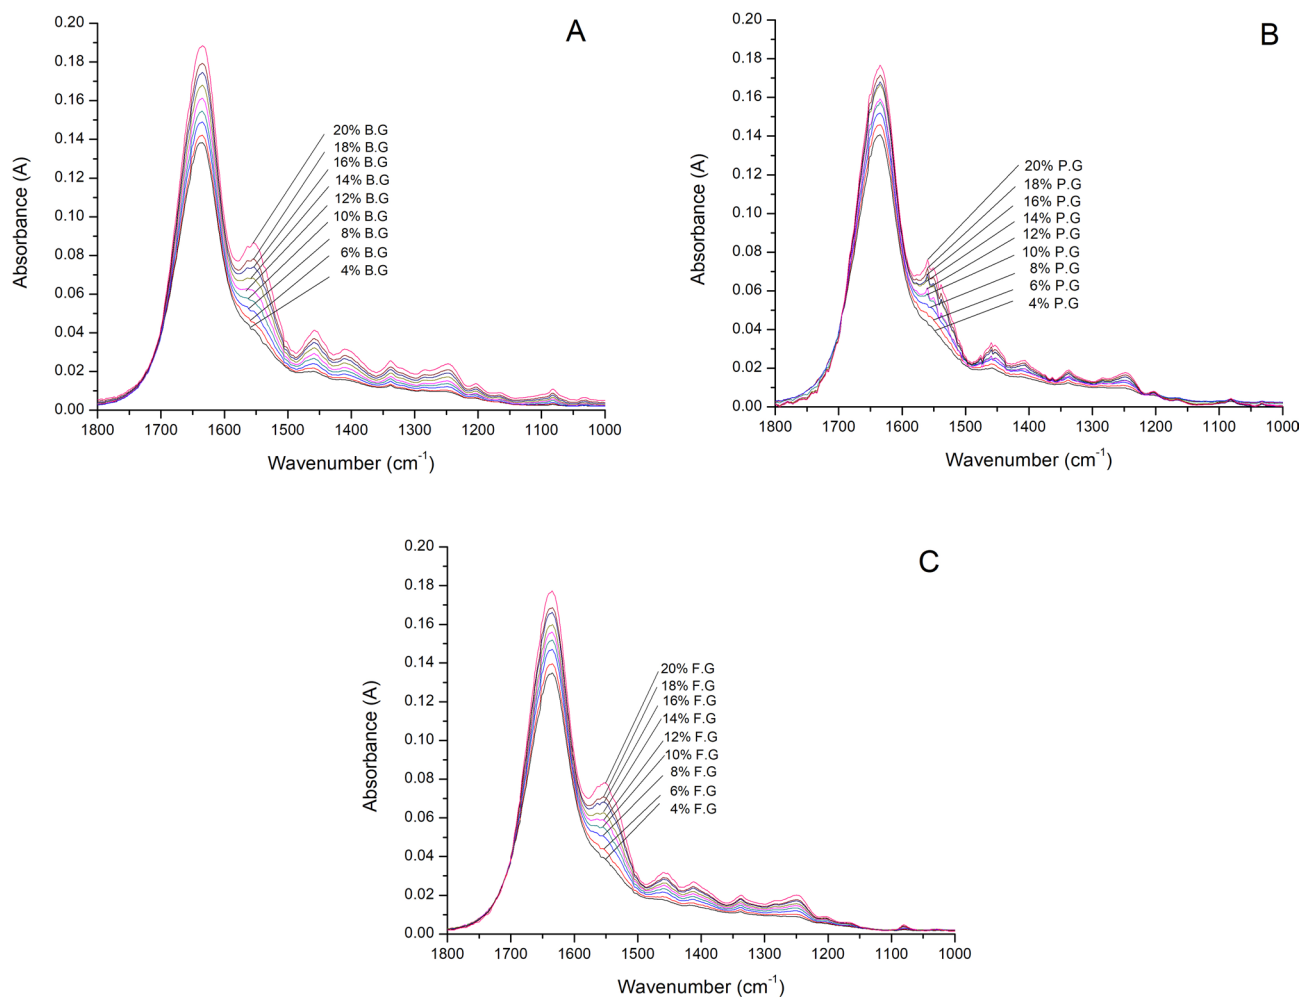 A
0.20
0.18
0.16
0.14
0.12
0.10
0.08
0.06
0.04
0.02
0.00
Absorbance (A)
20% B.G
18% B.G
16% B.G
14% B.G
12% B.G
10% B.G
8% B.G
6% B.G
4% B.G
1800 1700 1600 1500 1400 1300 1200 1100 1000
Wavenumber (cm⁻¹)
B
0.20
0.18
0.16
0.14
0.12
0.10
0.08
0.06
0.04
0.02
0.00
Absorbance (A)
20% P.G
18% P.G
16% P.G
14% P.G
12% P.G
10% P.G
8% P.G
6% P.G
4% P.G
1800 1700 1600 1500 1400 1300 1200 1100 1000
Wavenumber (cm⁻¹)
C
0.20
0.18
0.16
0.14
0.12
0.10
0.08
0.06
0.04
0.02
0.00
Absorbance (A)
20% F.G
18% F.G
16% F.G
14% F.G
12% F.G
10% F.G
8% F.G
6% F.G
4% F.G
1800 1700 1600 1500 1400 1300 1200 1100 1000
Wavenumber (cm⁻¹)